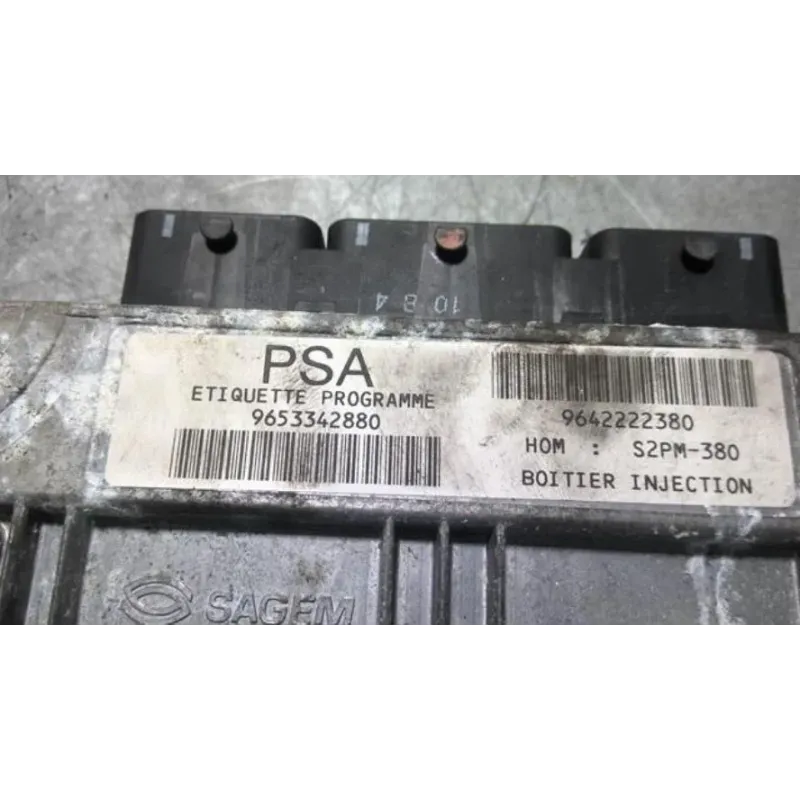 10 B 4
PSA
ETIQUETTE PROGRAMME
9653342880
9642222380
HOM : S2PM-380
BOITIER INJECTION
SAGEM